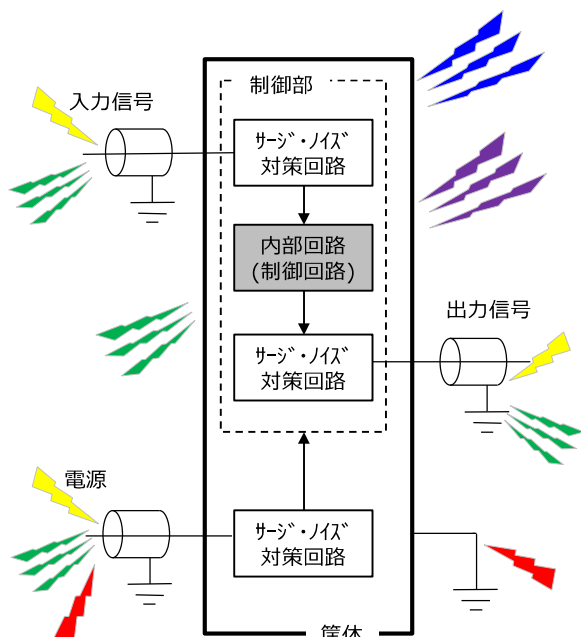 制御部
入力信号
ｻｰｼﾞ・ﾉｲｽﾞ
対策回路
内部回路
(制御回路)
出力信号
ｻｰｼﾞ・ﾉｲｽﾞ
対策回路
電源
ｻｰｼﾞ・ﾉｲｽﾞ
対策回路
筐体